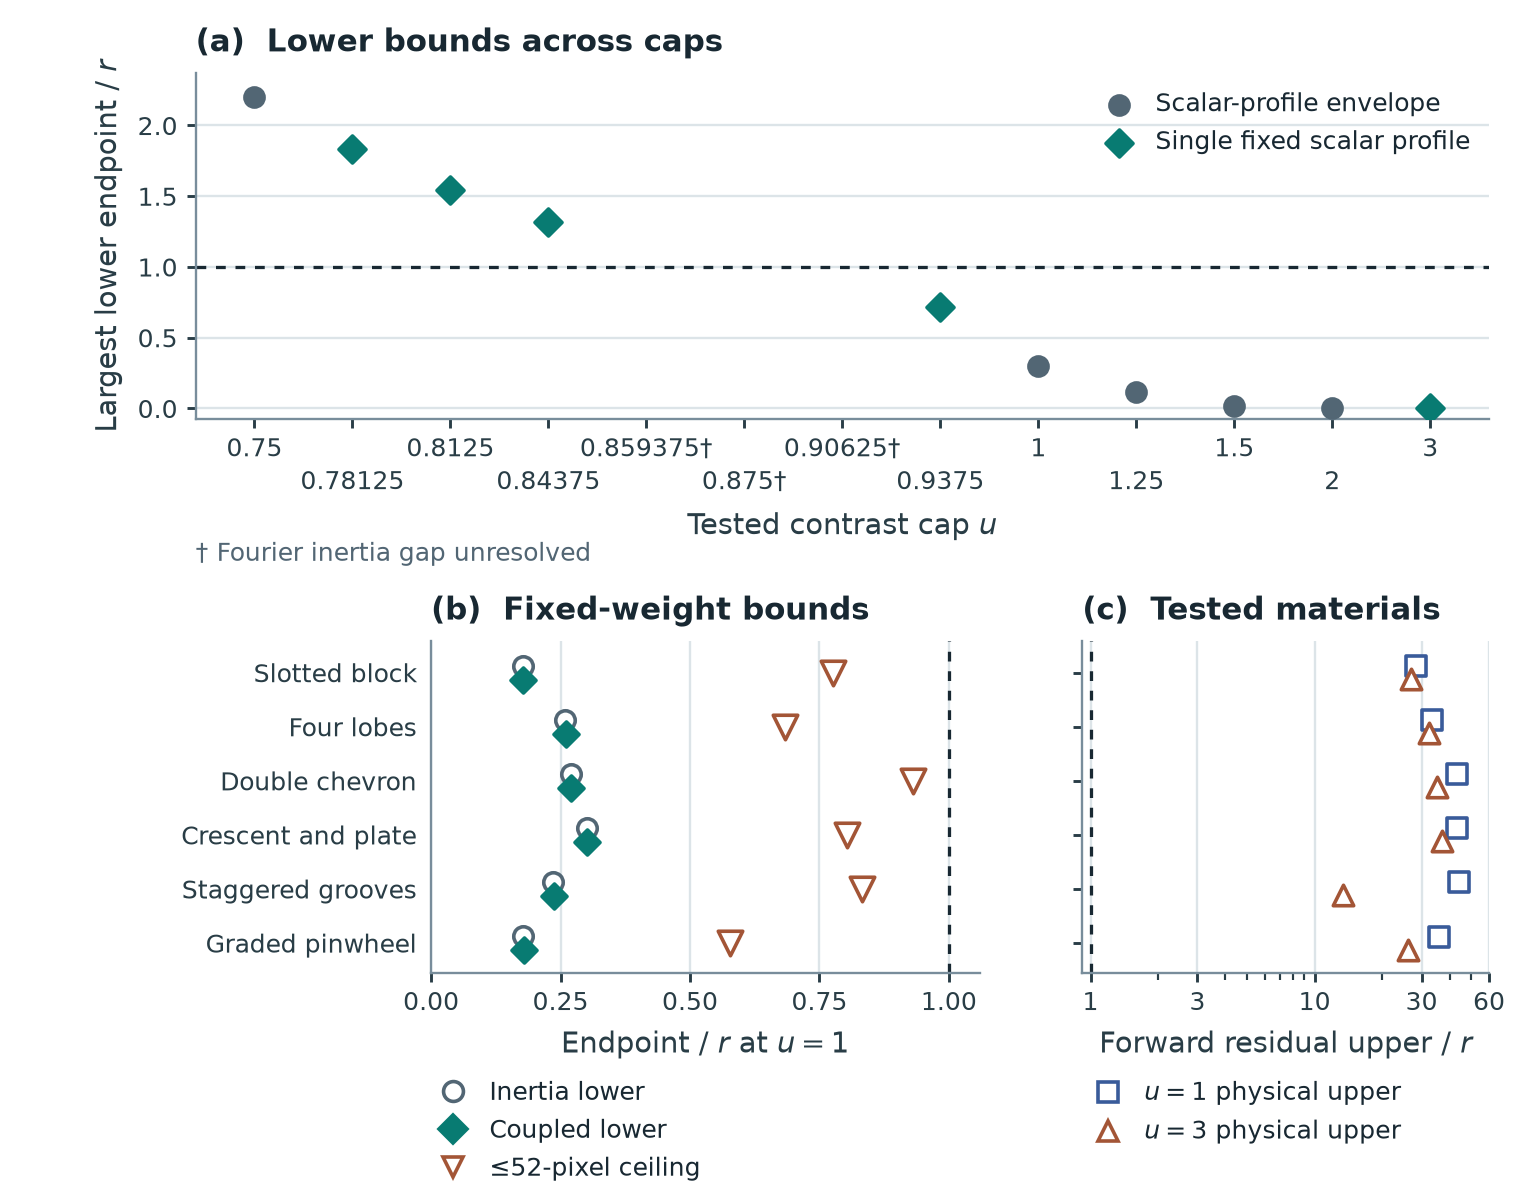 (a) Lower bounds across caps
Largest lower endpoint / r
2.0
1.5
1.0
0.5
0.0
Scalar-profile envelope
Single fixed scalar profile
0.75 0.8125 0.859375† 0.90625† 1 1.5 3
0.78125 0.84375 0.875† 0.9375 1.25 2
Tested contrast cap u
† Fourier inertia gap unresolved
(b) Fixed-weight bounds
Slotted block
Four lobes
Double chevron
Crescent and plate
Staggered grooves
Graded pinwheel
0.00 0.25 0.50 0.75 1.00
Endpoint / r at u = 1
Inertia lower
Coupled lower
≤52-pixel ceiling
(c) Tested materials
1 3 10 30 60
Forward residual upper / r
u = 1 physical upper
u = 3 physical upper